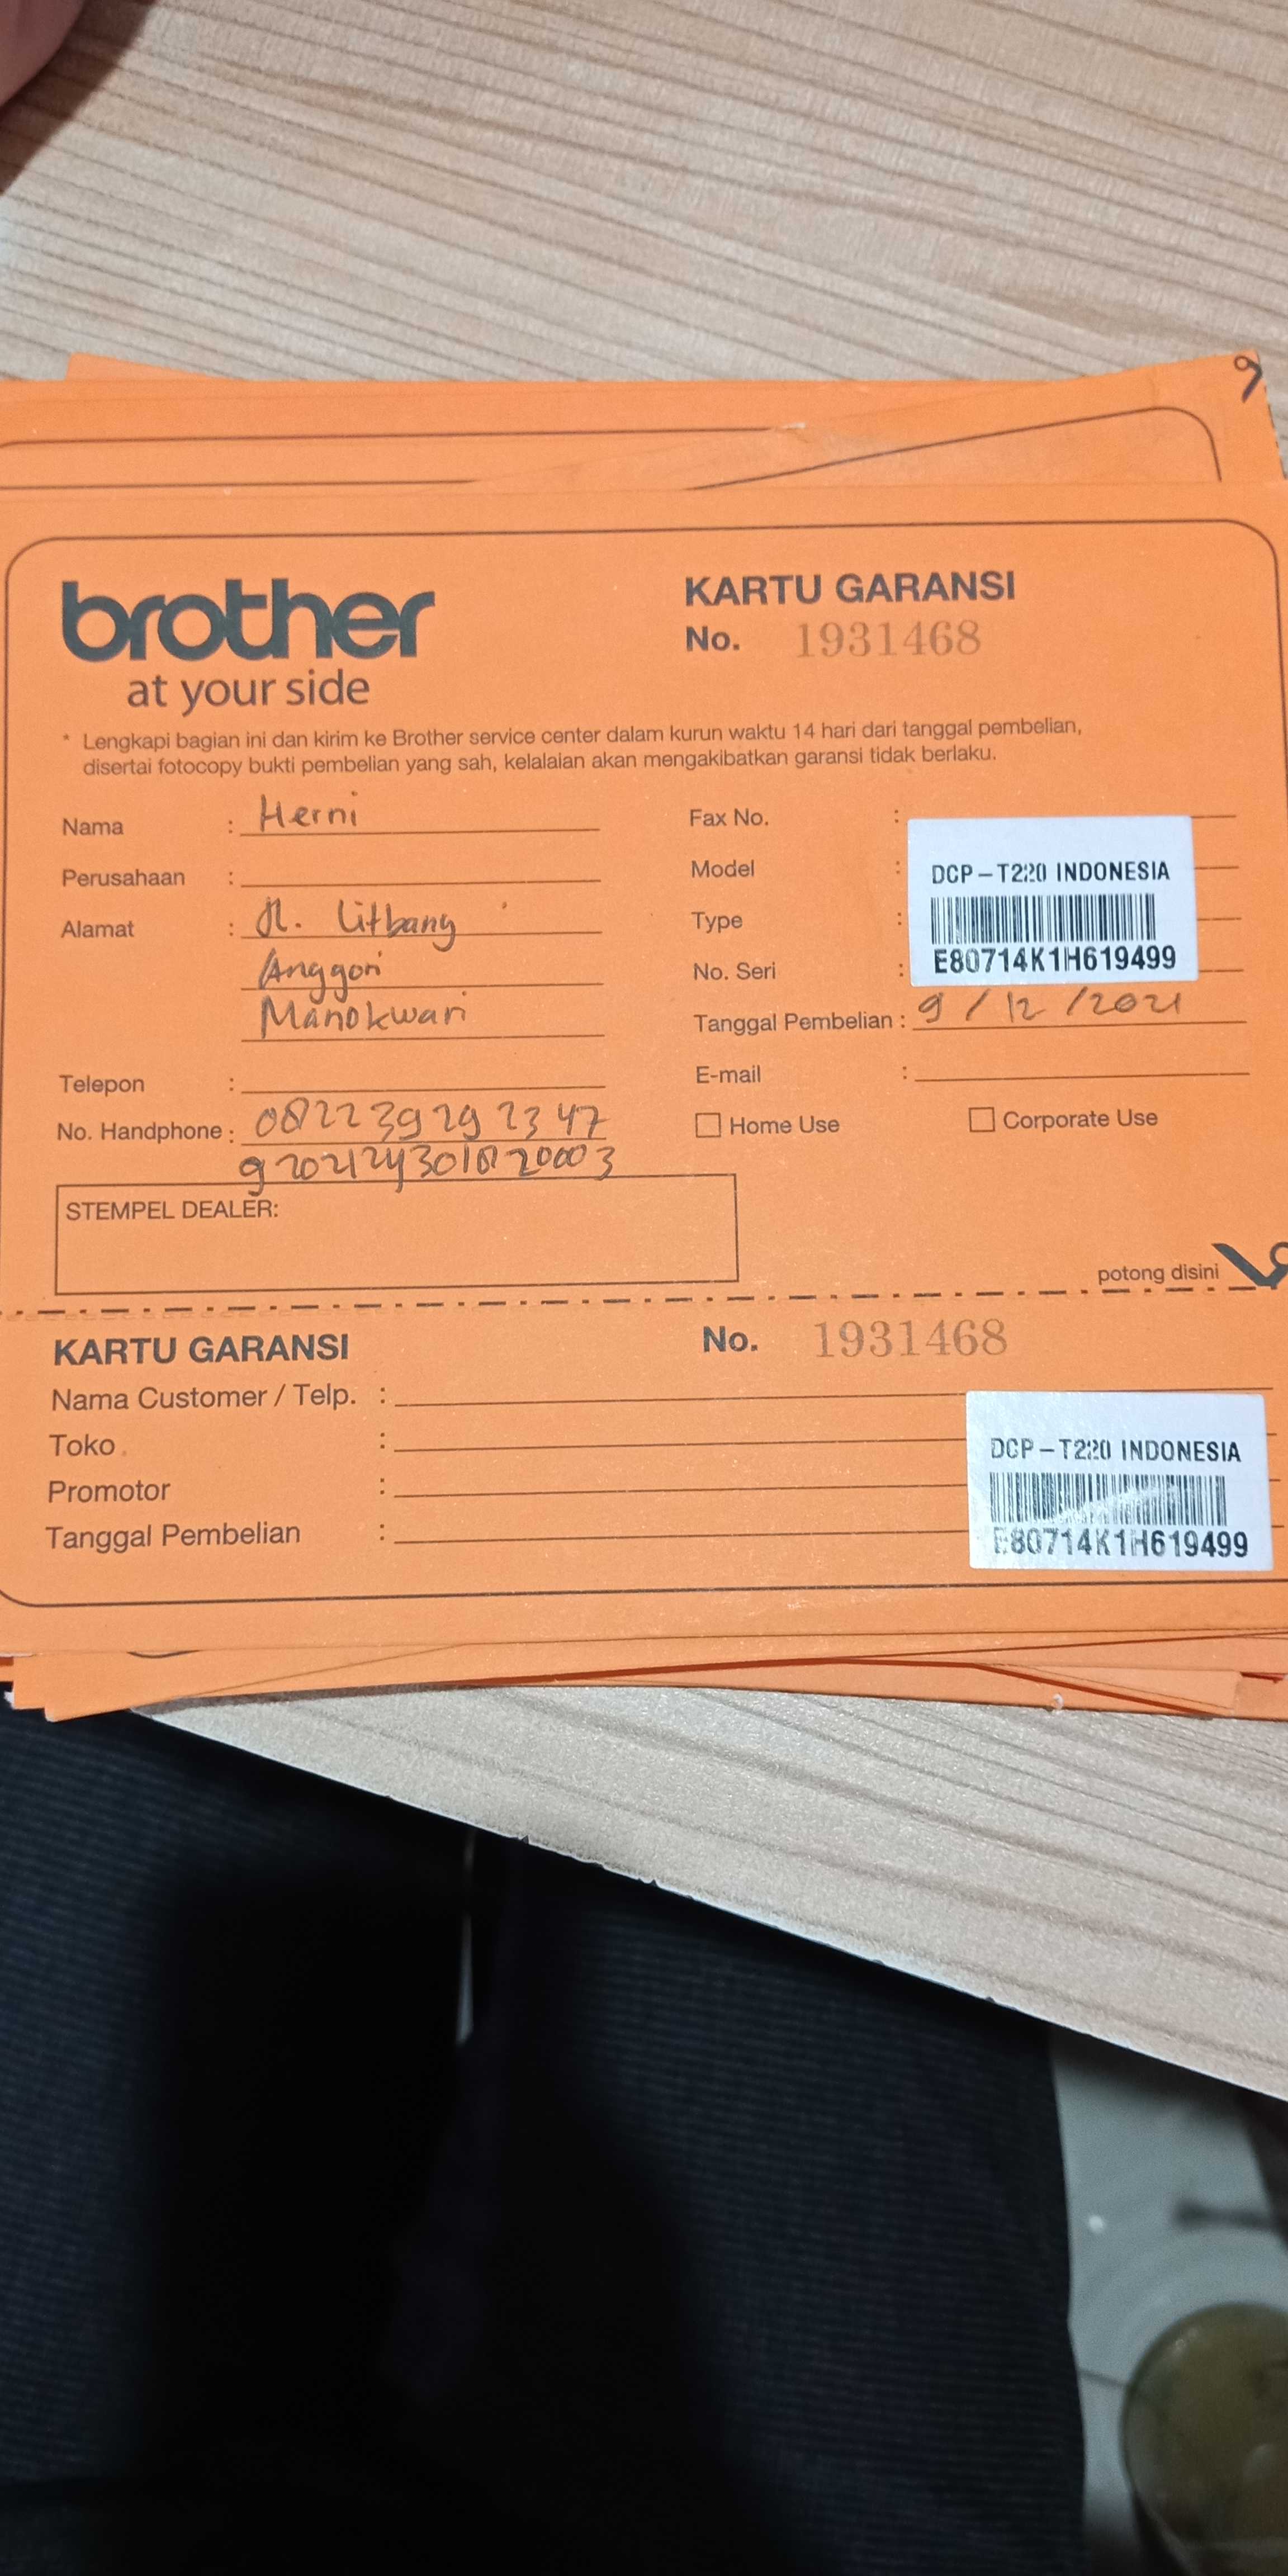 brother
at your side
KARTU GARANSI
No. 1931468
* Lengkapi bagian ini dan kirim ke Brother service center dalam kurun waktu 14 hari dari tanggal pembelian,
disertai fotocopy bukti pembelian yang sah, kelalaian akan mengakibatkan garansi tidak berlaku.
Nama : Herni
Perusahaan :
Alamat : Jl. Litbang
Anggori
Manokwari
Telepon :
No. Handphone : 082239292347
9202124301820003
Fax No. :
Model :
Type :
No. Seri :
DCP-T220 INDONESIA
E80714K1H619499
Tanggal Pembelian : 9 / 12 / 2021
E-mail :
Home Use
Corporate Use
STEMPEL DEALER:
potong disini
KARTU GARANSI
No. 1931468
Nama Customer / Telp. :
Toko :
Promotor :
Tanggal Pembelian :
DCP-T220 INDONESIA
E80714K1H619499